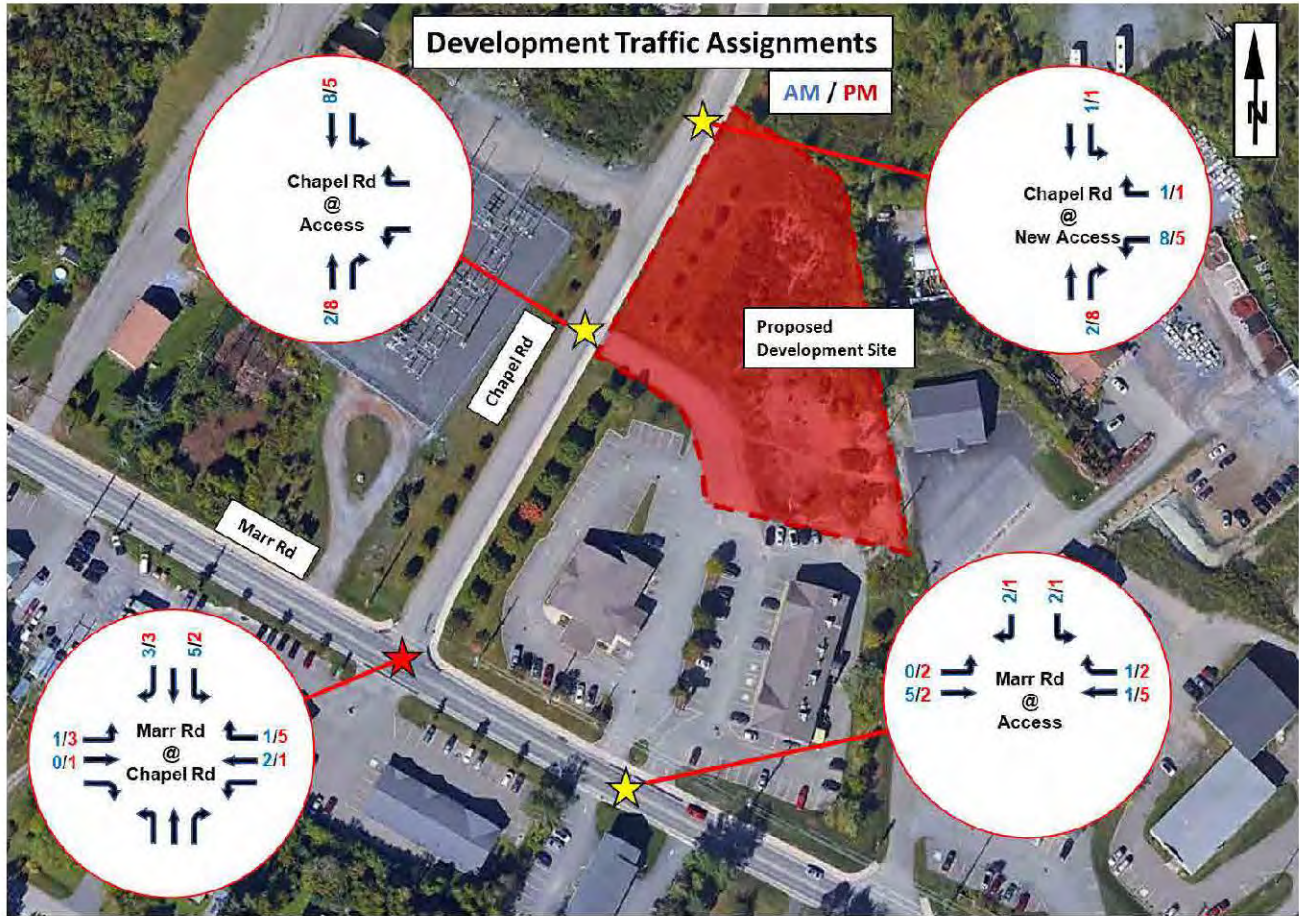 Development Traffic Assignments
AM / PM
N
8/5
Chapel Rd
@
Access
2/8
1/1
Chapel Rd
@
New Access
1/1
8/5
2/8
Proposed
Development Site
Chapel Rd
Marr Rd
3/3
5/2
Marr Rd
@
Chapel Rd
1/3
0/1
1/5
2/1
2/1
2/1
0/2
5/2
Marr Rd
@
Access
1/2
1/5